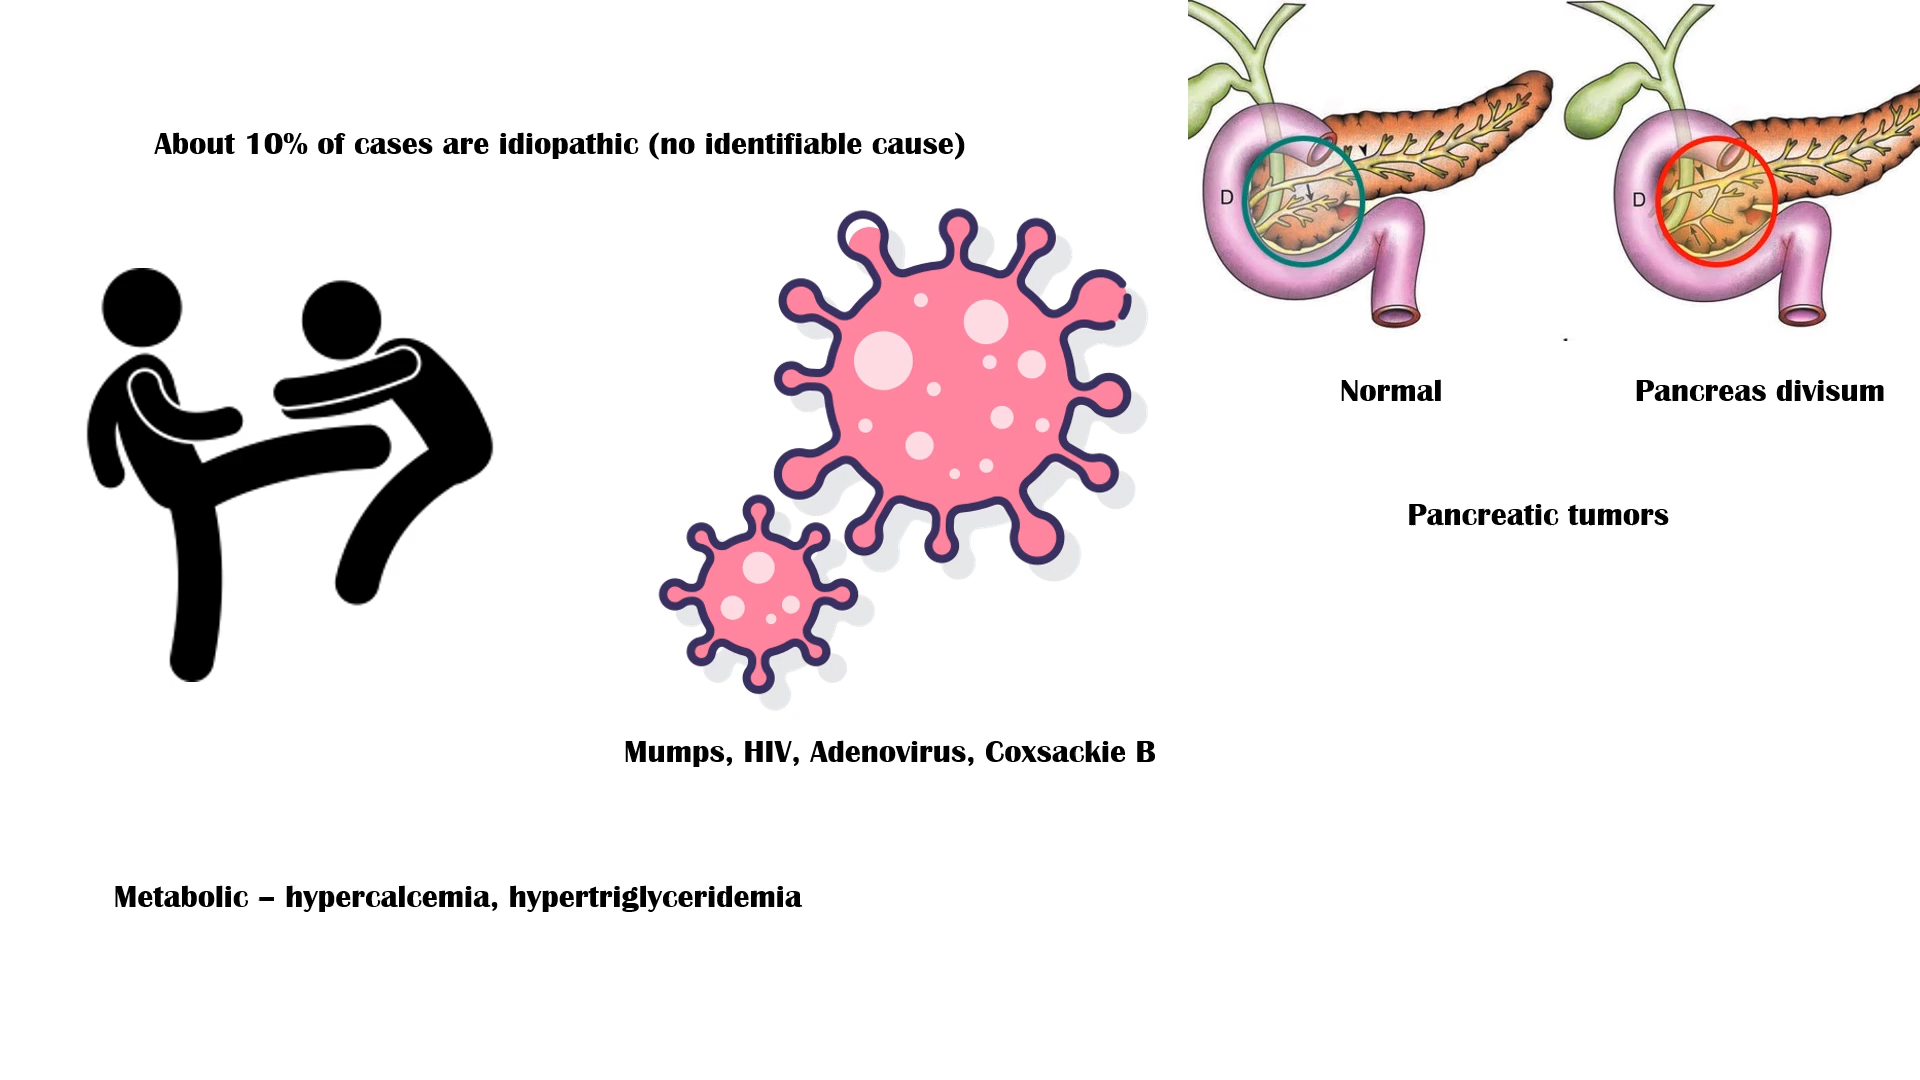 About 10% of cases are idiopathic (no identifiable cause)
D
D
Normal
Pancreas divisum
Pancreatic tumors
Mumps, HIV, Adenovirus, Coxsackie B
Metabolic – hypercalcemia, hypertriglyceridemia